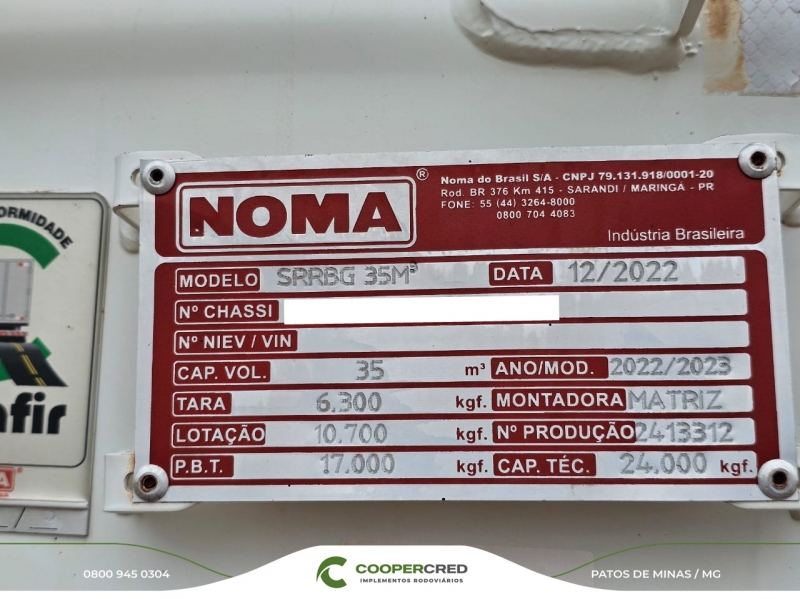 NOMA®
Noma do Brasil S/A - CNPJ 79.131.918/0001-20
Rod. BR 376 Km 415 - SARANDI / MARINGA - PR
FONE: 55 (44) 3264-8000
0800 704 4083
Indústria Brasileira
MODELO SRRBG 35M³ DATA 12/2022
Nº CHASSI
Nº NIEV / VIN
CAP. VOL. 35 m³ ANO/MOD. 2022/2023
TARA 6.300 kgf. MONTADORA MATRIZ
LOTAÇÃO 10.700 kgf. Nº PRODUÇÃO 2413312
P.B.T. 17.000 kgf. CAP. TÉC. 24.000 kgf.
ORMIDADE
fir
0800 945 0304
COOPERCRED
IMPLEMENTOS RODOVIÁRIOS
PATOS DE MINAS / MG